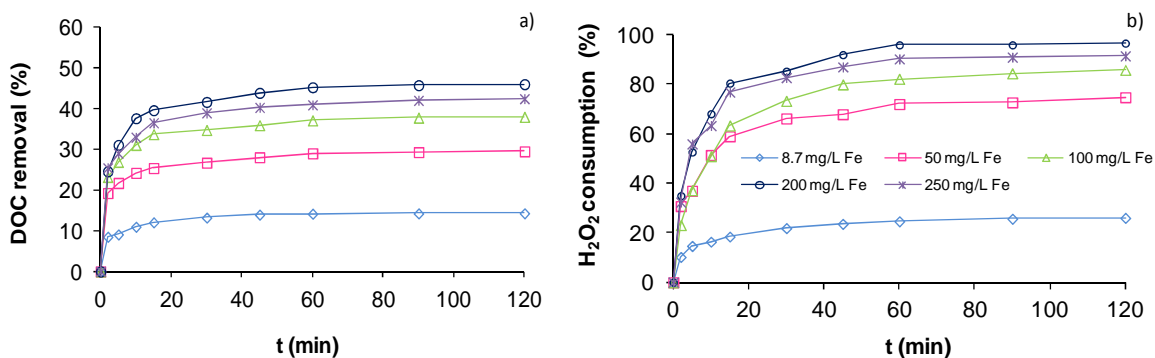 a)
DOC removal (%)
60
50
40
30
20
10
0
0 20 40 60 80 100 120
t (min)
b)
H₂O₂ consumption (%)
100
80
60
40
20
0
8.7 mg/L Fe 50 mg/L Fe 100 mg/L Fe
200 mg/L Fe 250 mg/L Fe
0 20 40 60 80 100 120
t (min)